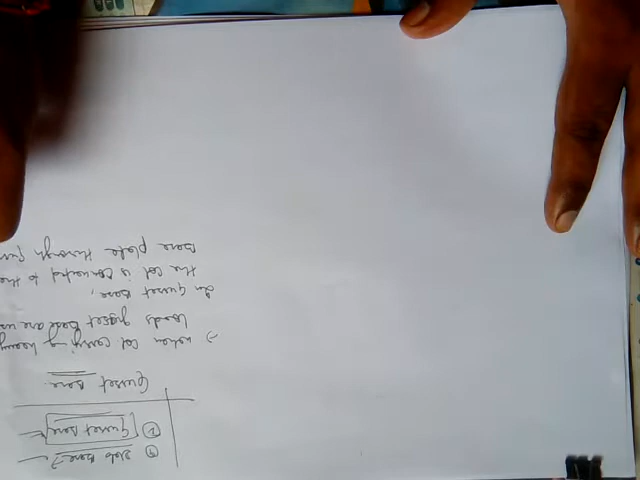 ① Slab base →
② Gusset base
Gusset base
→ When col carrying heavy
loads gusset base are
In gusset base,
the col is connected to the
base plate through